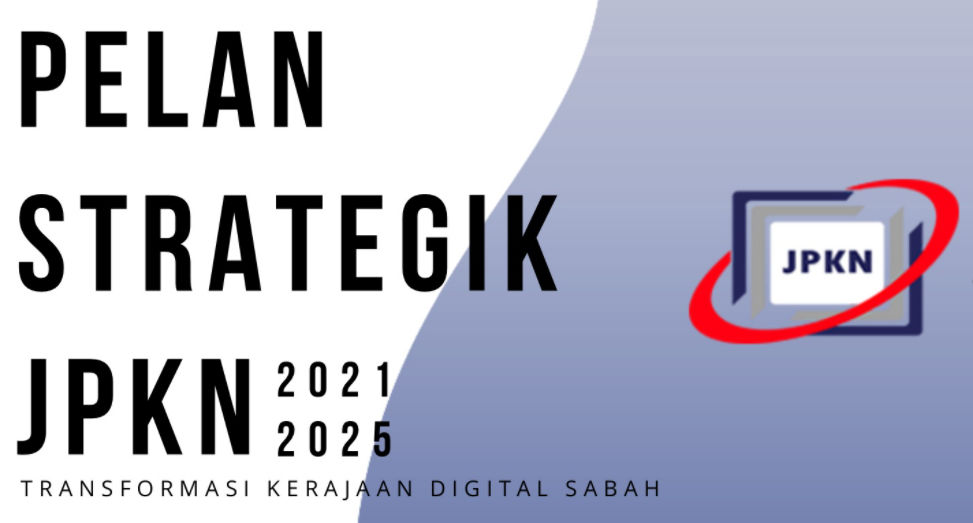 PELAN
STRATEGIK
JPKN 2021
2025
TRANSFORMASI KERAJAAN DIGITAL SABAH
JPKN